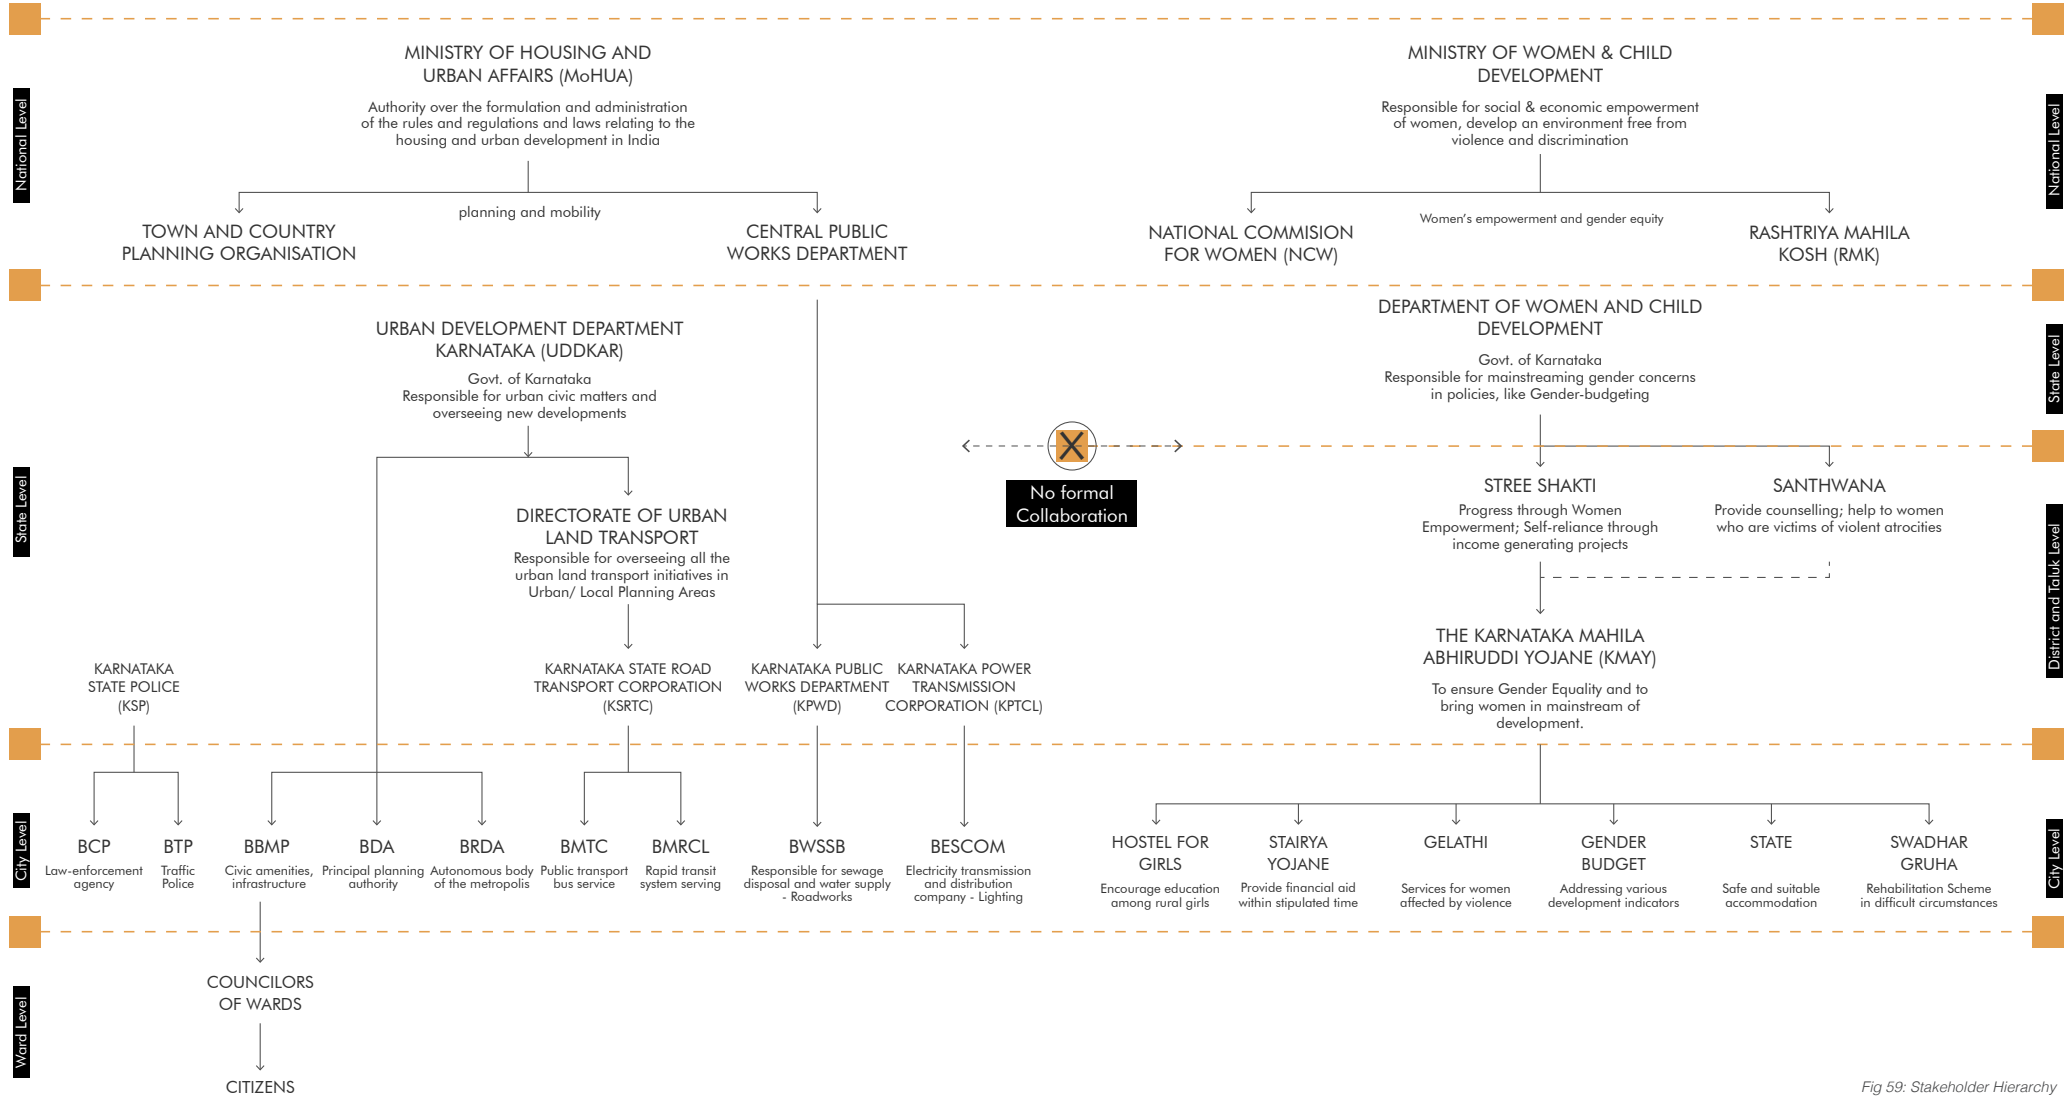 National Level
MINISTRY OF HOUSING AND
URBAN AFFAIRS (MoHUA)
Authority over the formulation and administration
of the rules and regulations and laws relating to the
housing and urban development in India
planning and mobility
TOWN AND COUNTRY
PLANNING ORGANISATION
CENTRAL PUBLIC
WORKS DEPARTMENT
MINISTRY OF WOMEN & CHILD
DEVELOPMENT
Responsible for social & economic empowerment
of women, develop an environment free from
violence and discrimination
Women's empowerment and gender equity
NATIONAL COMMISION
FOR WOMEN (NCW)
RASHTRIYA MAHILA
KOSH (RMK)
National Level
State Level
URBAN DEVELOPMENT DEPARTMENT
KARNATAKA (UDDKAR)
Govt. of Karnataka
Responsible for urban civic matters and
overseeing new developments
DIRECTORATE OF URBAN
LAND TRANSPORT
Responsible for overseeing all the
urban land transport initiatives in
Urban/ Local Planning Areas
KARNATAKA
STATE POLICE
(KSP)
KARNATAKA STATE ROAD
TRANSPORT CORPORATION
(KSRTC)
KARNATAKA PUBLIC
WORKS DEPARTMENT
(KPWD)
KARNATAKA POWER
TRANSMISSION
CORPORATION (KPTCL)
X
No formal
Collaboration
DEPARTMENT OF WOMEN AND CHILD
DEVELOPMENT
Govt. of Karnataka
Responsible for mainstreaming gender concerns
in policies, like Gender-budgeting
State Level
STREE SHAKTI
Progress through Women
Empowerment; Self-reliance through
income generating projects
SANTHWANA
Provide counselling; help to women
who are victims of violent atrocities
THE KARNATAKA MAHILA
ABHIRUDDI YOJANE (KMAY)
To ensure Gender Equality and to
bring women in mainstream of
development.
District and Taluk Level
City Level
BCP
Law-enforcement
agency
BTP
Traffic
Police
BBMP
Civic amenities,
infrastructure
BDA
Principal planning
authority
BRDA
Autonomous body
of the metropolis
BMTC
Public transport
bus service
BMRCL
Rapid transit
system serving
BWSSB
Responsible for sewage
disposal and water supply
- Roadworks
BESCOM
Electricity transmission
and distribution
company - Lighting
HOSTEL FOR
GIRLS
Encourage education
among rural girls
STAIRYA
YOJANE
Provide financial aid
within stipulated time
GELATHI
Services for women
affected by violence
GENDER
BUDGET
Addressing various
development indicators
STATE
Safe and suitable
accommodation
SWADHAR
GRUHA
Rehabilitation Scheme
in difficult circumstances
City Level
Ward Level
COUNCILORS
OF WARDS
CITIZENS
Fig 59: Stakeholder Hierarchy